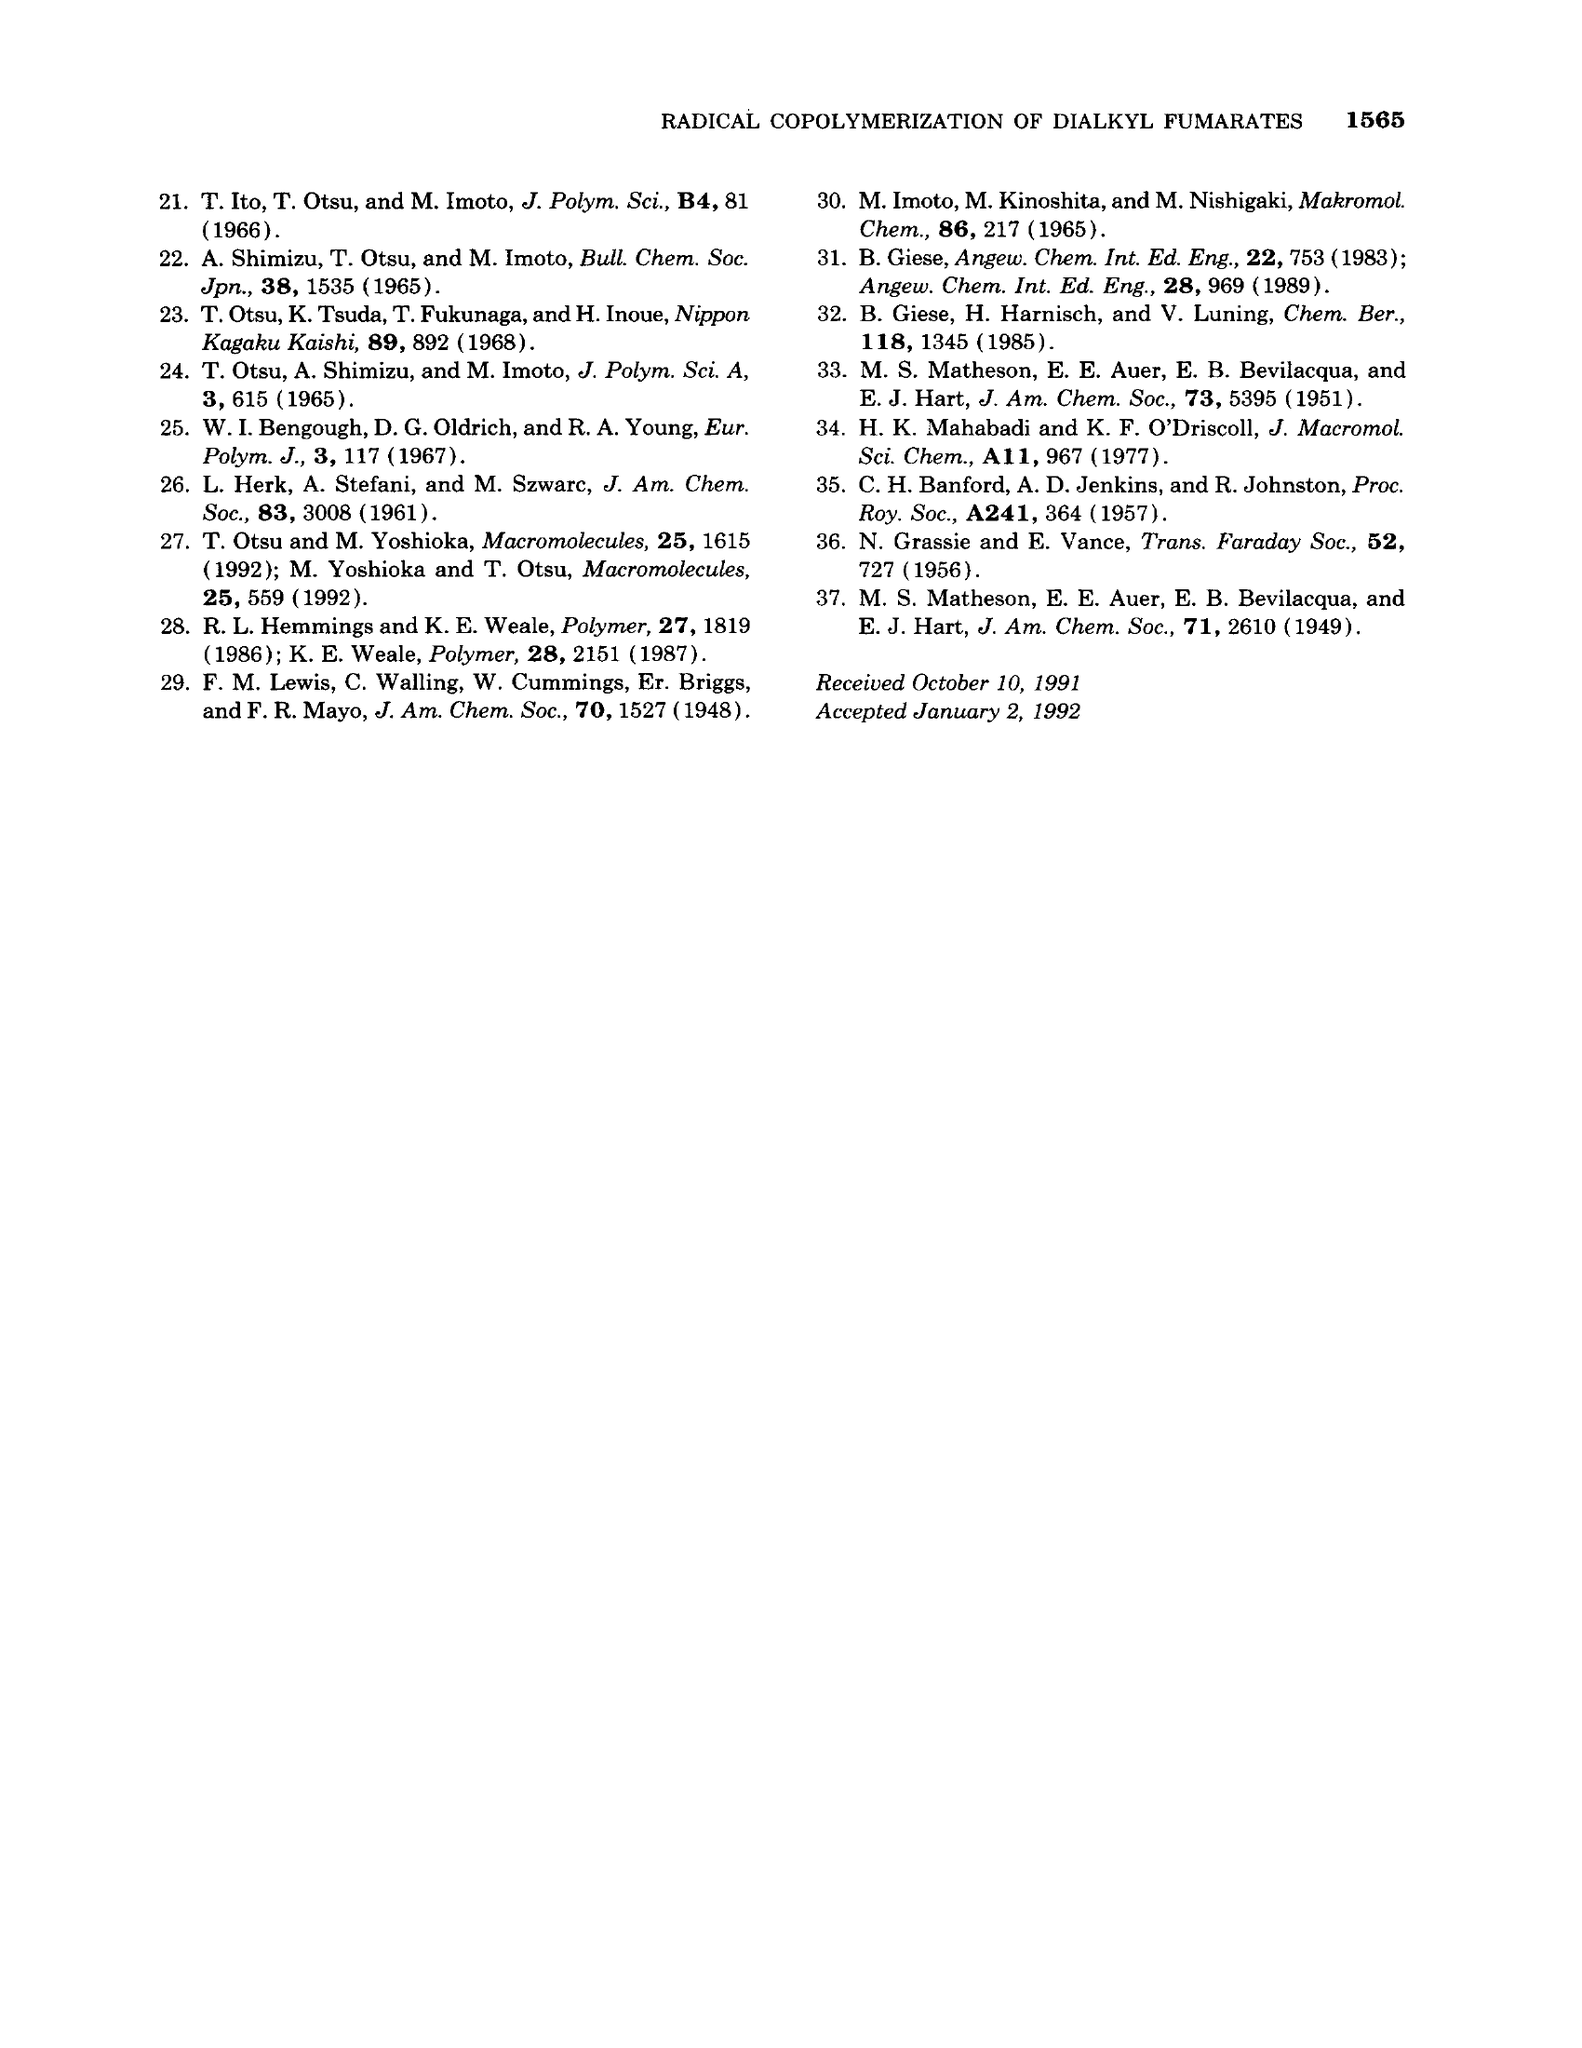 RADICAL COPOLYMERIZATION OF DIALKYL FUMARATES 1565
21. T. Ito, T. Otsu, and M. Imoto, J. Polym. Sci., B4, 81
(1966).
22. A. Shimizu, T. Otsu, and M. Imoto, Bull. Chem. Soc.
Jpn., 38, 1535 (1965).
23. T. Otsu, K. Tsuda, T. Fukunaga, and H. Inoue, Nippon
Kagaku Kaishi, 89, 892 (1968).
24. T. Otsu, A. Shimizu, and M. Imoto, J. Polym. Sci. A,
3, 615 (1965).
25. W. I. Bengough, D. G. Oldrich, and R. A. Young, Eur.
Polym. J., 3, 117 (1967).
26. L. Herk, A. Stefani, and M. Szwarc, J. Am. Chem.
Soc., 83, 3008 (1961).
27. T. Otsu and M. Yoshioka, Macromolecules, 25, 1615
(1992); M. Yoshioka and T. Otsu, Macromolecules,
25, 559 (1992).
28. R. L. Hemmings and K. E. Weale, Polymer, 27, 1819
(1986); K. E. Weale, Polymer, 28, 2151 (1987).
29. F. M. Lewis, C. Walling, W. Cummings, Er. Briggs,
and F. R. Mayo, J. Am. Chem. Soc., 70, 1527 (1948).
30. M. Imoto, M. Kinoshita, and M. Nishigaki, Makromol.
Chem., 86, 217 (1965).
31. B. Giese, Angew. Chem. Int. Ed. Eng., 22, 753 (1983);
Angew. Chem. Int. Ed. Eng., 28, 969 (1989).
32. B. Giese, H. Harnisch, and V. Luning, Chem. Ber.,
118, 1345 (1985).
33. M. S. Matheson, E. E. Auer, E. B. Bevilacqua, and
E. J. Hart, J. Am. Chem. Soc., 73, 5395 (1951).
34. H. K. Mahabadi and K. F. O'Driscoll, J. Macromol.
Sci. Chem., A11, 967 (1977).
35. C. H. Banford, A. D. Jenkins, and R. Johnston, Proc.
Roy. Soc., A241, 364 (1957).
36. N. Grassie and E. Vance, Trans. Faraday Soc., 52,
727 (1956).
37. M. S. Matheson, E. E. Auer, E. B. Bevilacqua, and
E. J. Hart, J. Am. Chem. Soc., 71, 2610 (1949).
Received October 10, 1991
Accepted January 2, 1992